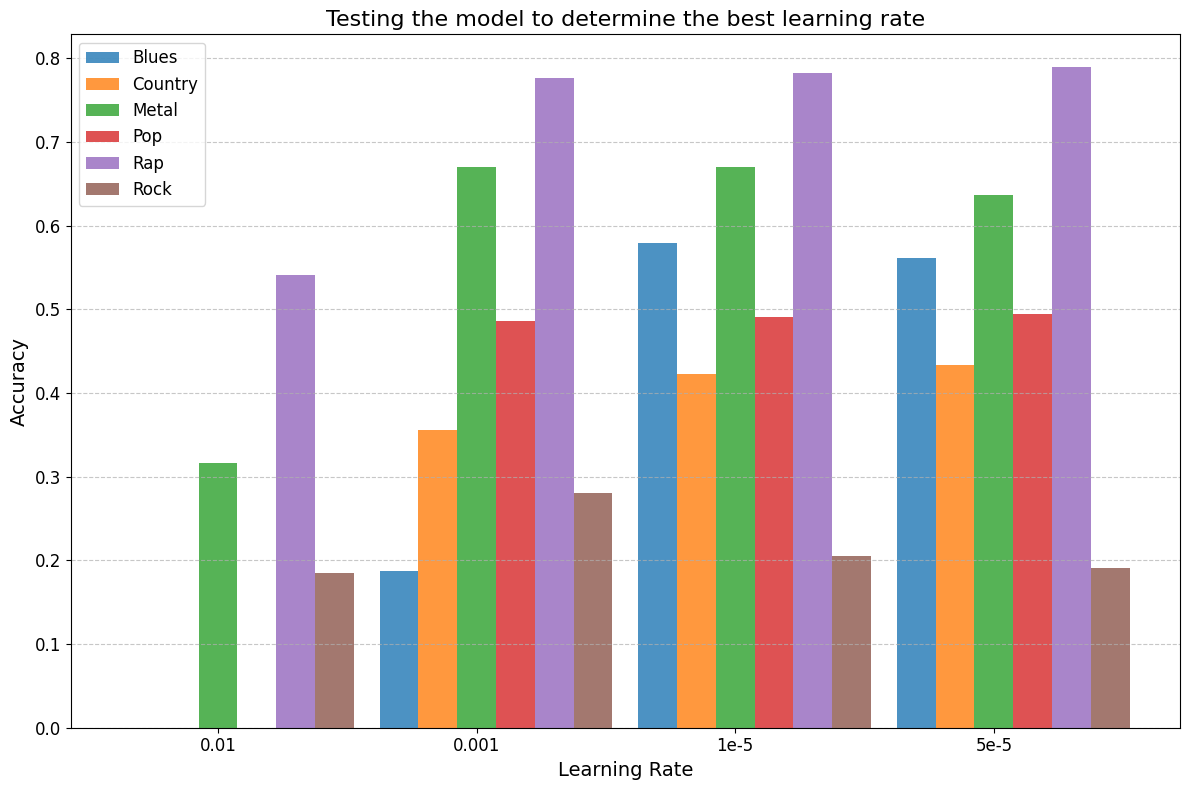 Testing the model to determine the best learning rate
Blues
Country
Metal
Pop
Rap
Rock
Accuracy
0.8
0.7
0.6
0.5
0.4
0.3
0.2
0.1
0.0
0.01
0.001
1e-5
5e-5
Learning Rate